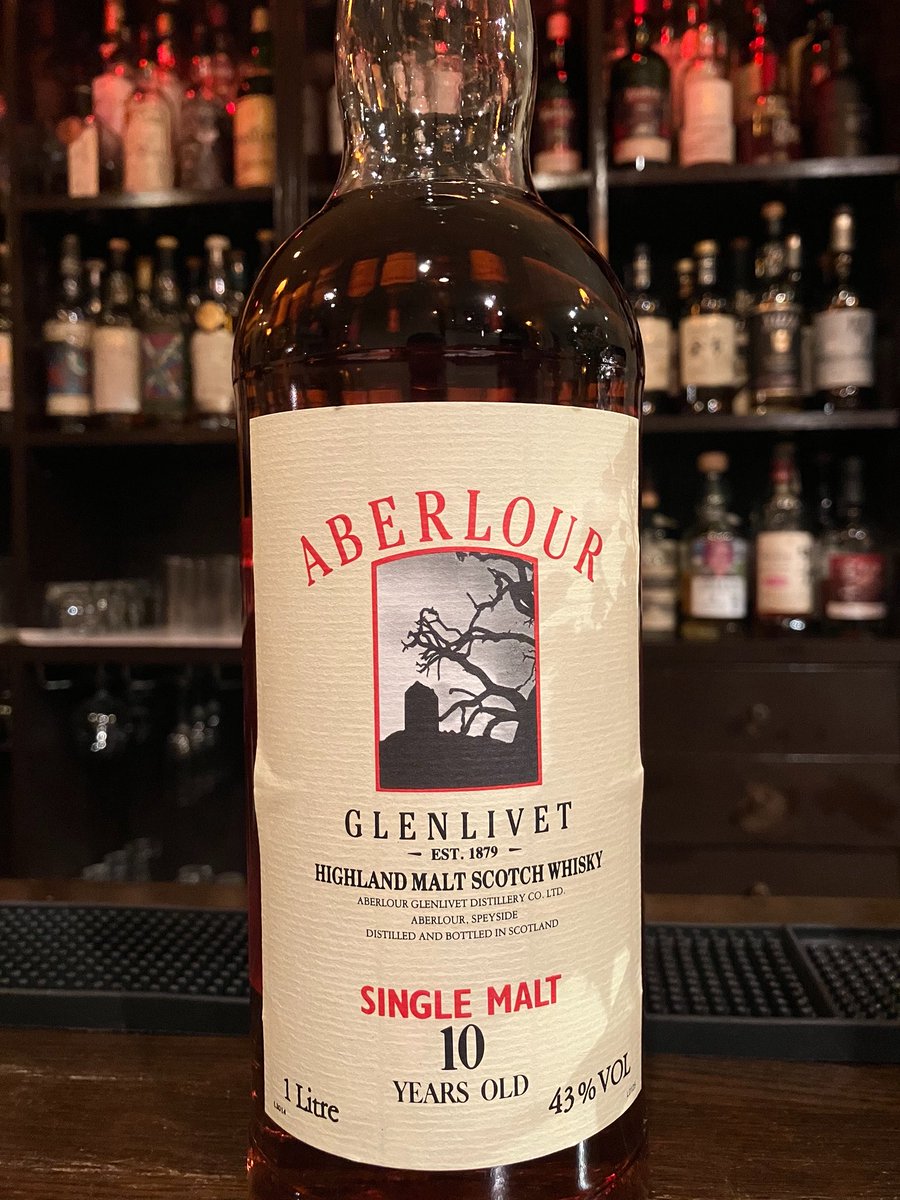 ABERLOUR
GLENLIVET
EST. 1879
HIGHLAND MALT SCOTCH WHISKY
ABERLOUR GLENLIVET DISTILLERY CO. LTD.
ABERLOUR, SPEYSIDE
DISTILLED AND BOTTLED IN SCOTLAND
SINGLE MALT
10
YEARS OLD
1 Litre
43% VOL